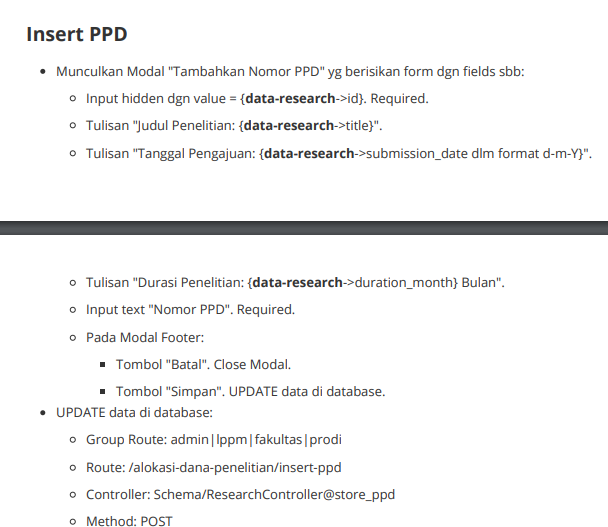 Insert PPD
Munculkan Modal "Tambahkan Nomor PPD" yg berisikan form dgn fields sbb:
Input hidden dgn value = {data-research->id}. Required.
Tulisan "Judul Penelitian: {data-research->title}".
Tulisan "Tanggal Pengajuan: {data-research->submission_date dlm format d-m-Y}".
Tulisan "Durasi Penelitian: {data-research->duration_month} Bulan".
Input text "Nomor PPD". Required.
Pada Modal Footer:
Tombol "Batal". Close Modal.
Tombol "Simpan". UPDATE data di database.
UPDATE data di database:
Group Route: admin|lppm|fakultas|prodi
Route: /alokasi-dana-penelitian/insert-ppd
Controller: Schema/ResearchController@store_ppd
Method: POST